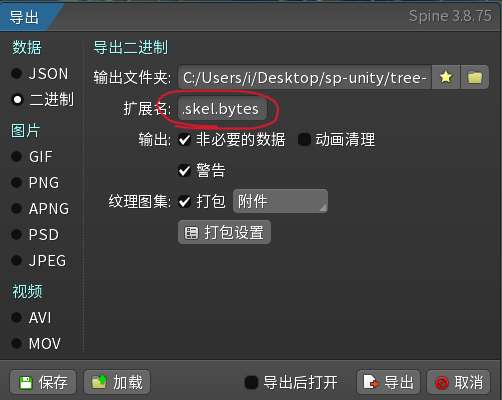 导出
Spine 3.8.75
数据
JSON
二进制
图片
GIF
PNG
APNG
PSD
JPEG
视频
AVI
MOV
导出二进制
输出文件夹: C:/Users/i/Desktop/sp-unity/tree-
扩展名: .skel.bytes
输出: 非必要的数据 动画清理
警告
纹理图集: 打包 附件
打包设置
保存 加载 导出后打开 导出 取消